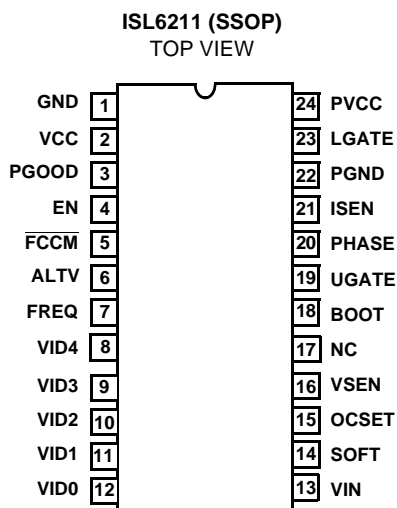 ISL6211 (SSOP)
TOP VIEW
GND 1 24 PVCC
VCC 2 23 LGATE
PGOOD 3 22 PGND
EN 4 21 ISEN
FCCM 5 20 PHASE
ALTV 6 19 UGATE
FREQ 7 18 BOOT
VID4 8 17 NC
VID3 9 16 VSEN
VID2 10 15 OCSET
VID1 11 14 SOFT
VID0 12 13 VIN